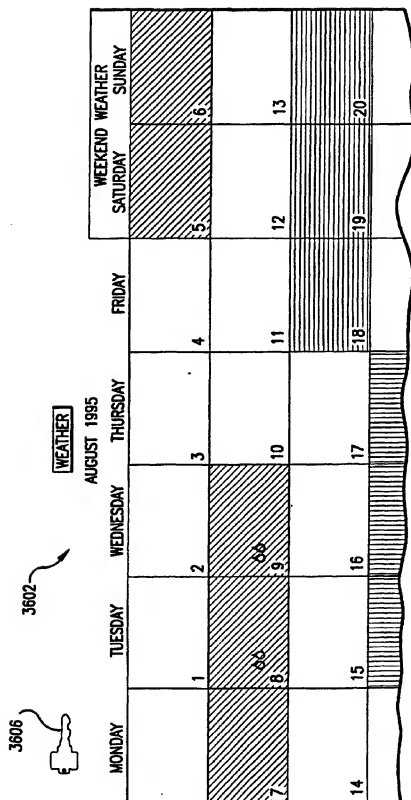 3606
3602
WEATHER
AUGUST 1995
WEEKEND WEATHER
MONDAY TUESDAY WEDNESDAY THURSDAY FRIDAY SATURDAY SUNDAY
1 2 3 4 5 6
7 8 9 10 11 12 13
14 15 16 17 18 19 20